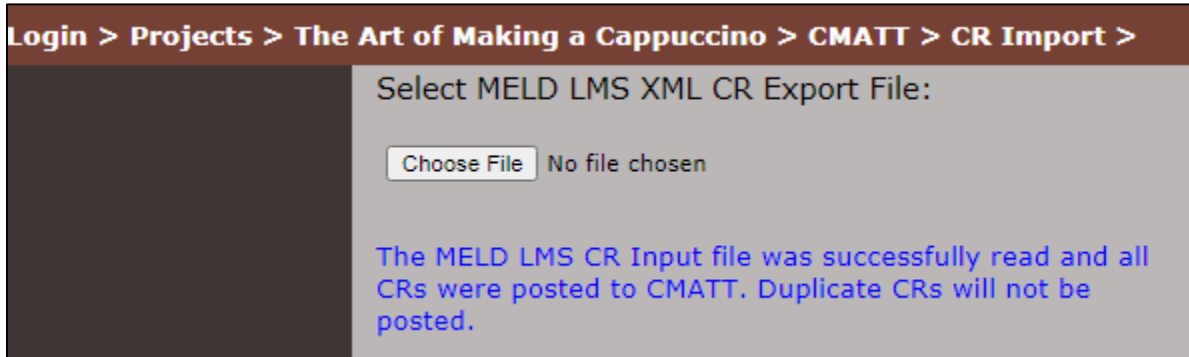 Login > Projects > The Art of Making a Cappuccino > CMATT > CR Import >
Select MELD LMS XML CR Export File:
Choose File No file chosen
The MELD LMS CR Input file was successfully read and all
CRs were posted to CMATT. Duplicate CRs will not be
posted.